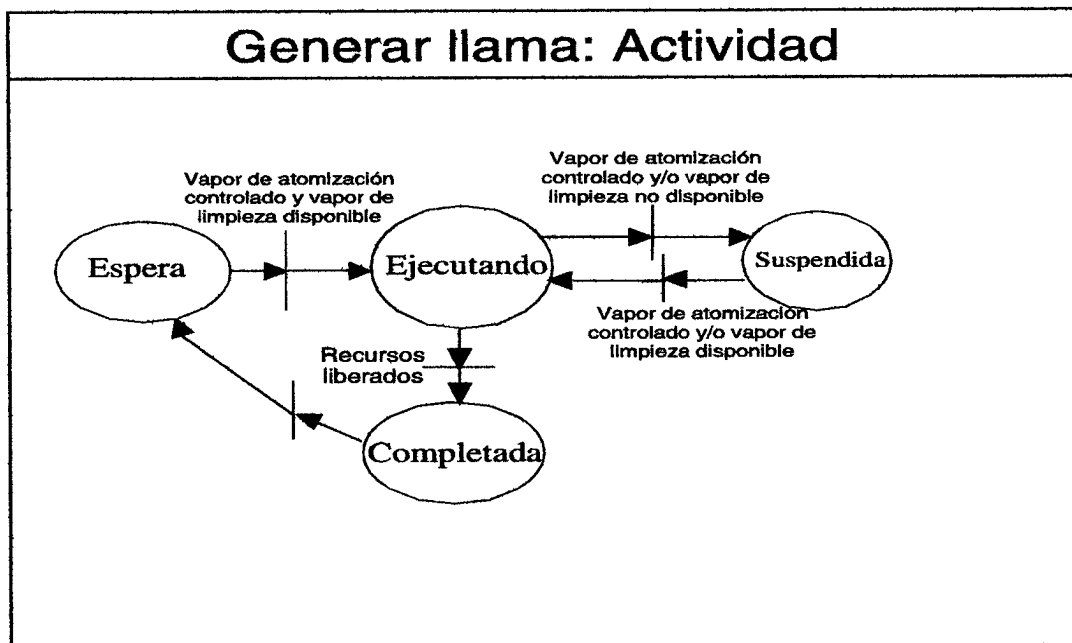 Generar llama: Actividad
Vapor de atomización
controlado y vapor de
limpieza disponible
Vapor de atomización
controlado y/o vapor de
limpieza no disponible
Espera
Ejecutando
Suspendida
Vapor de atomización
controlado y/o vapor de
limpieza disponible
Recursos
liberados
Completada